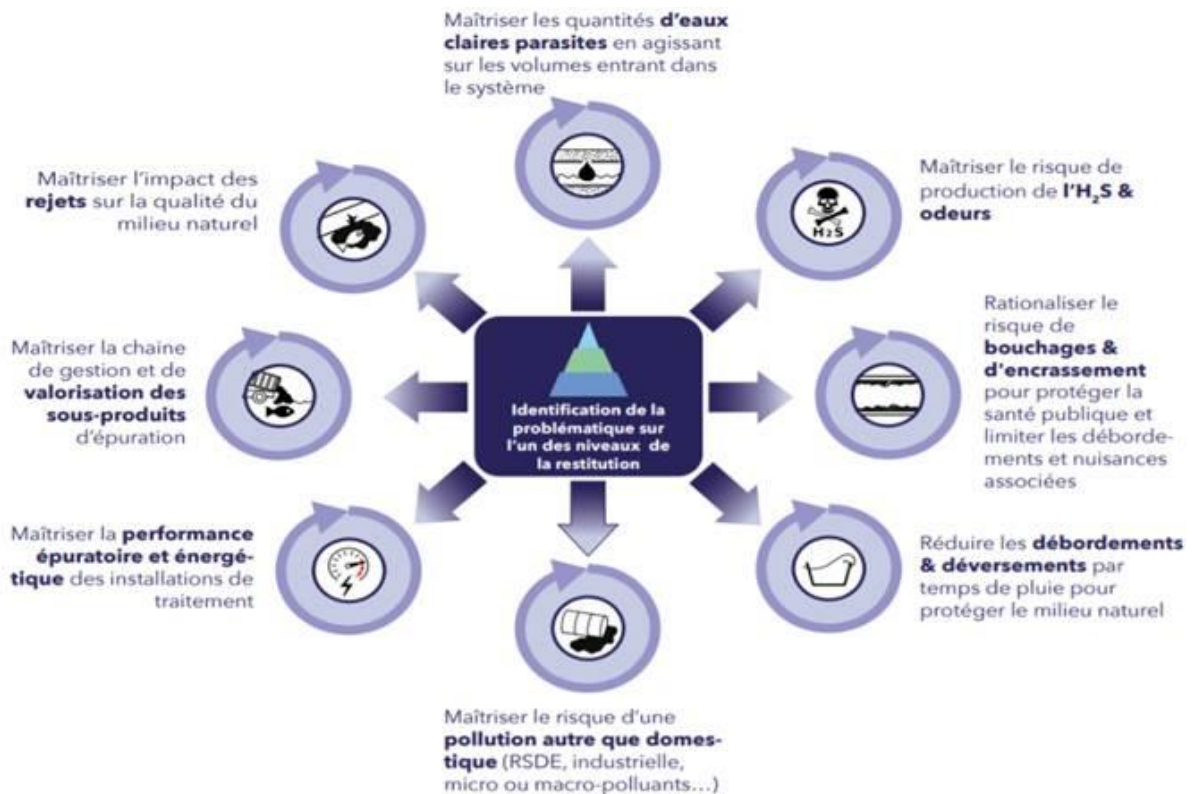 Maîtriser les quantités d'eaux
claires parasites en agissant
sur les volumes entrant dans
le système
Maîtriser l'impact des
rejets sur la qualité du
milieu naturel
Maîtriser le risque de
production de l'H₂S &
odeurs
H₂S
Maîtriser la chaine
de gestion et de
valorisation des
sous-produits
d'épuration
Identification de la
problématique sur
l'un des niveaux de
la restitution
Rationaliser le
risque de
bouchages &
d'encrassement
pour protéger la
santé publique et
limiter les déborde-
ments et nuisances
associées
Maîtriser la performance
épuratoire et énergé-
tique des installations de
traitement
Réduire les débordements
& déversements par
temps de pluie pour
protéger le milieu naturel
Maîtriser le risque d'une
pollution autre que domes-
tique (RSDE, industrielle,
micro ou macro-polluants...)